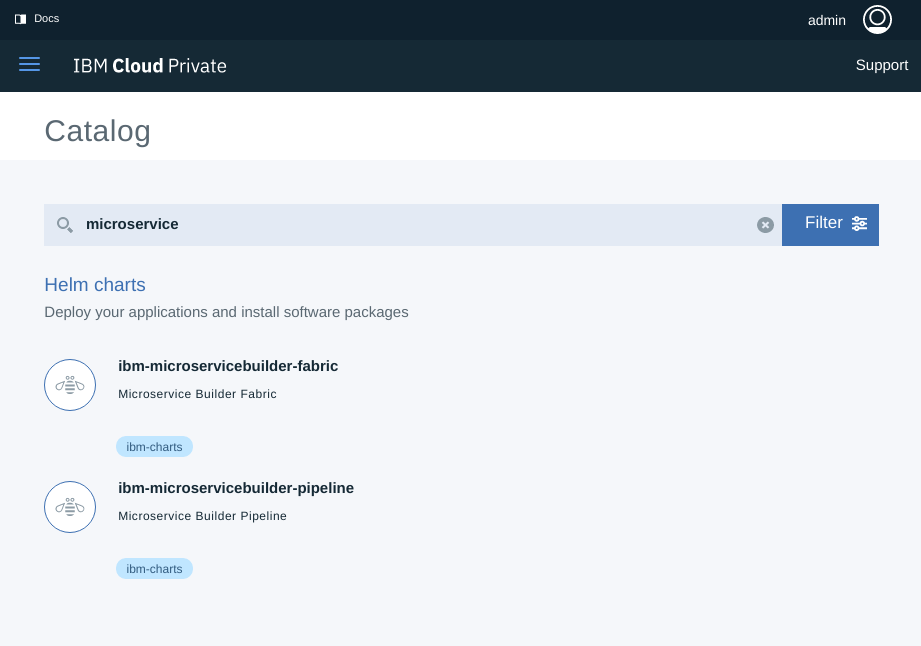 Docs
admin
IBM Cloud Private
Support
Catalog
microservice
Filter
Helm charts
Deploy your applications and install software packages
ibm-microservicebuilder-fabric
Microservice Builder Fabric
ibm-charts
ibm-microservicebuilder-pipeline
Microservice Builder Pipeline
ibm-charts